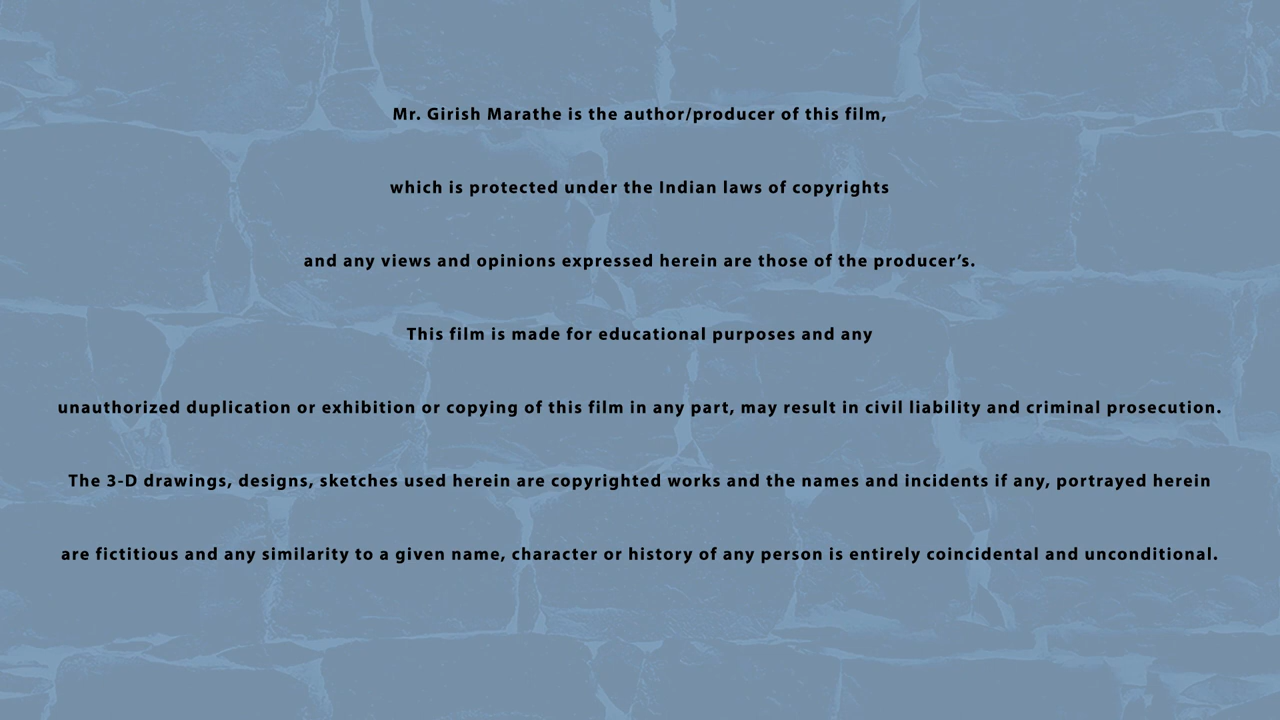 Mr. Girish Marathe is the author/producer of this film,
which is protected under the Indian laws of copyrights
and any views and opinions expressed herein are those of the producer’s.
This film is made for educational purposes and any
unauthorized duplication or exhibition or copying of this film in any part, may result in civil liability and criminal prosecution.
The 3-D drawings, designs, sketches used herein are copyrighted works and the names and incidents if any, portrayed herein
are fictitious and any similarity to a given name, character or history of any person is entirely coincidental and unconditional.